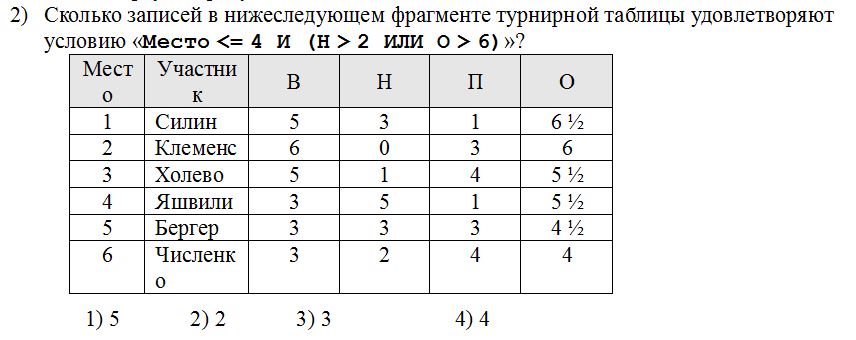 2) Сколько записей в нижеследующем фрагменте турнирной таблицы удовлетворяют
условию «Место <= 4 И (Н > 2 ИЛИ О > 6)»?
Мест
о Участни
к В Н П О
1 Силин 5 3 1 6 ½
2 Клеменс 6 0 3 6
3 Холево 5 1 4 5 ½
4 Яшвили 3 5 1 5 ½
5 Бергер 3 3 3 4 ½
6 Численк
о 3 2 4 4
1) 5 2) 2 3) 3 4) 4